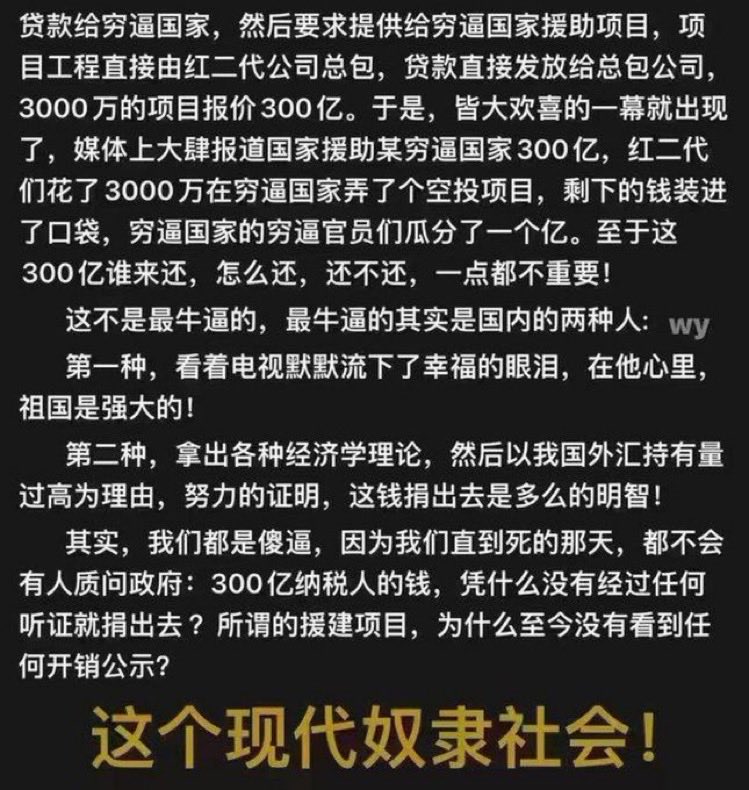 贷款给穷逼国家，然后要求提供给穷逼国家援助项目，项
目工程直接由红二代公司总包，贷款直接发放给总包公司，
3000万的项目报价300亿。于是，皆大欢喜的一幕就出现
了，媒体上大肆报道国家援助某穷逼国家300亿，红二代
们花了3000万在穷逼国家弄了个空投项目，剩下的钱装进
了口袋，穷逼国家的穷逼官员们瓜分了一个亿。至于这
300亿谁来还，怎么还，还不还，一点都不重要！
这不是最牛逼的，最牛逼的其实是国内的两种人：wy
第一种，看着电视默默流下了幸福的眼泪，在他心里，
祖国是强大的！
第二种，拿出各种经济学理论，然后以我国外汇持有量
过高为理由，努力的证明，这钱捐出去是多么的明智！
其实，我们都是傻逼，因为我们直到死的那天，都不会
有人质问政府：300亿纳税人的钱，凭什么没有经过任何
听证就捐出去？所谓的援建项目，为什么至今没有看到任
何开销公示？
这个现代奴隶社会！